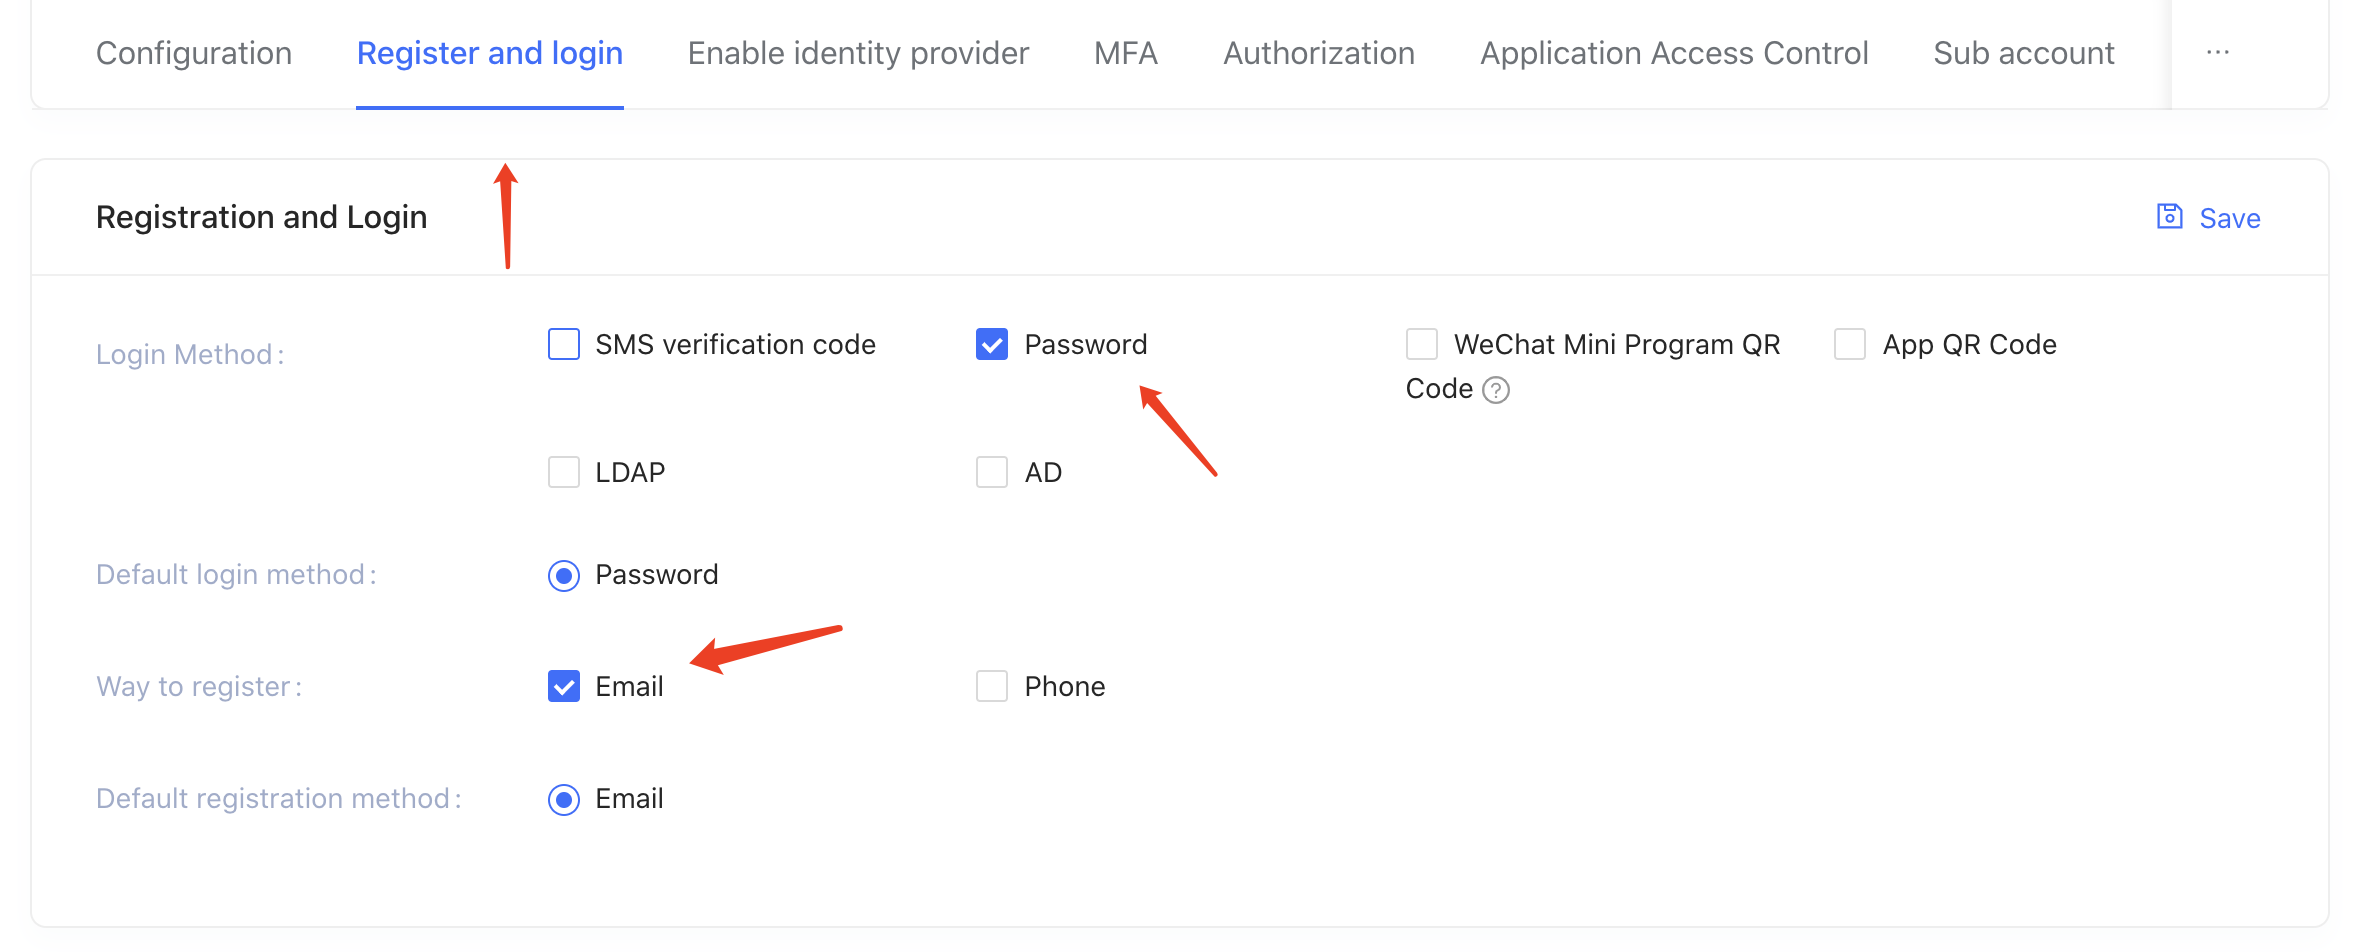 Configuration Register and login Enable identity provider MFA Authorization Application Access Control Sub account ···
Registration and Login Save
Login Method: SMS verification code Password WeChat Mini Program QR App QR Code
Code ?
LDAP AD
Default login method: Password
Way to register: Email Phone
Default registration method: Email